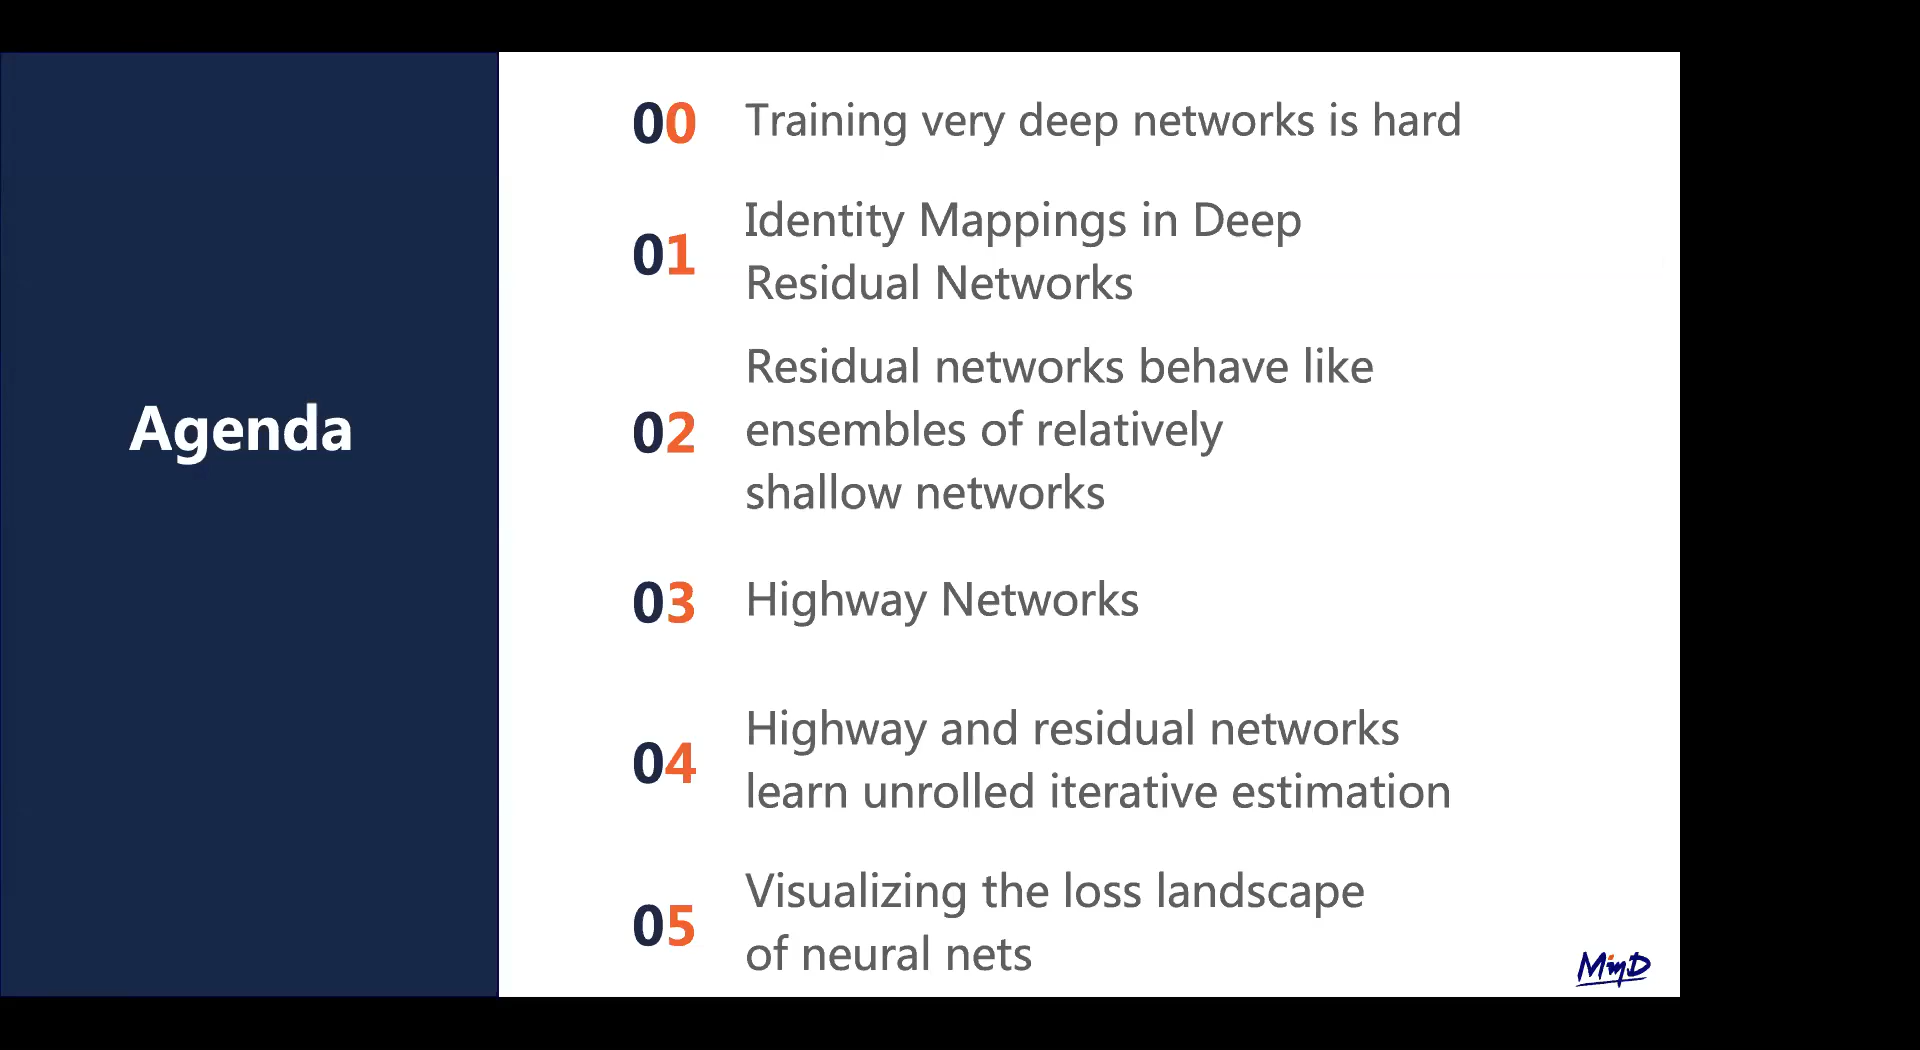 Agenda
00 Training very deep networks is hard
01 Identity Mappings in Deep
Residual Networks
02 Residual networks behave like
ensembles of relatively
shallow networks
03 Highway Networks
04 Highway and residual networks
learn unrolled iterative estimation
05 Visualizing the loss landscape
of neural nets
MinD